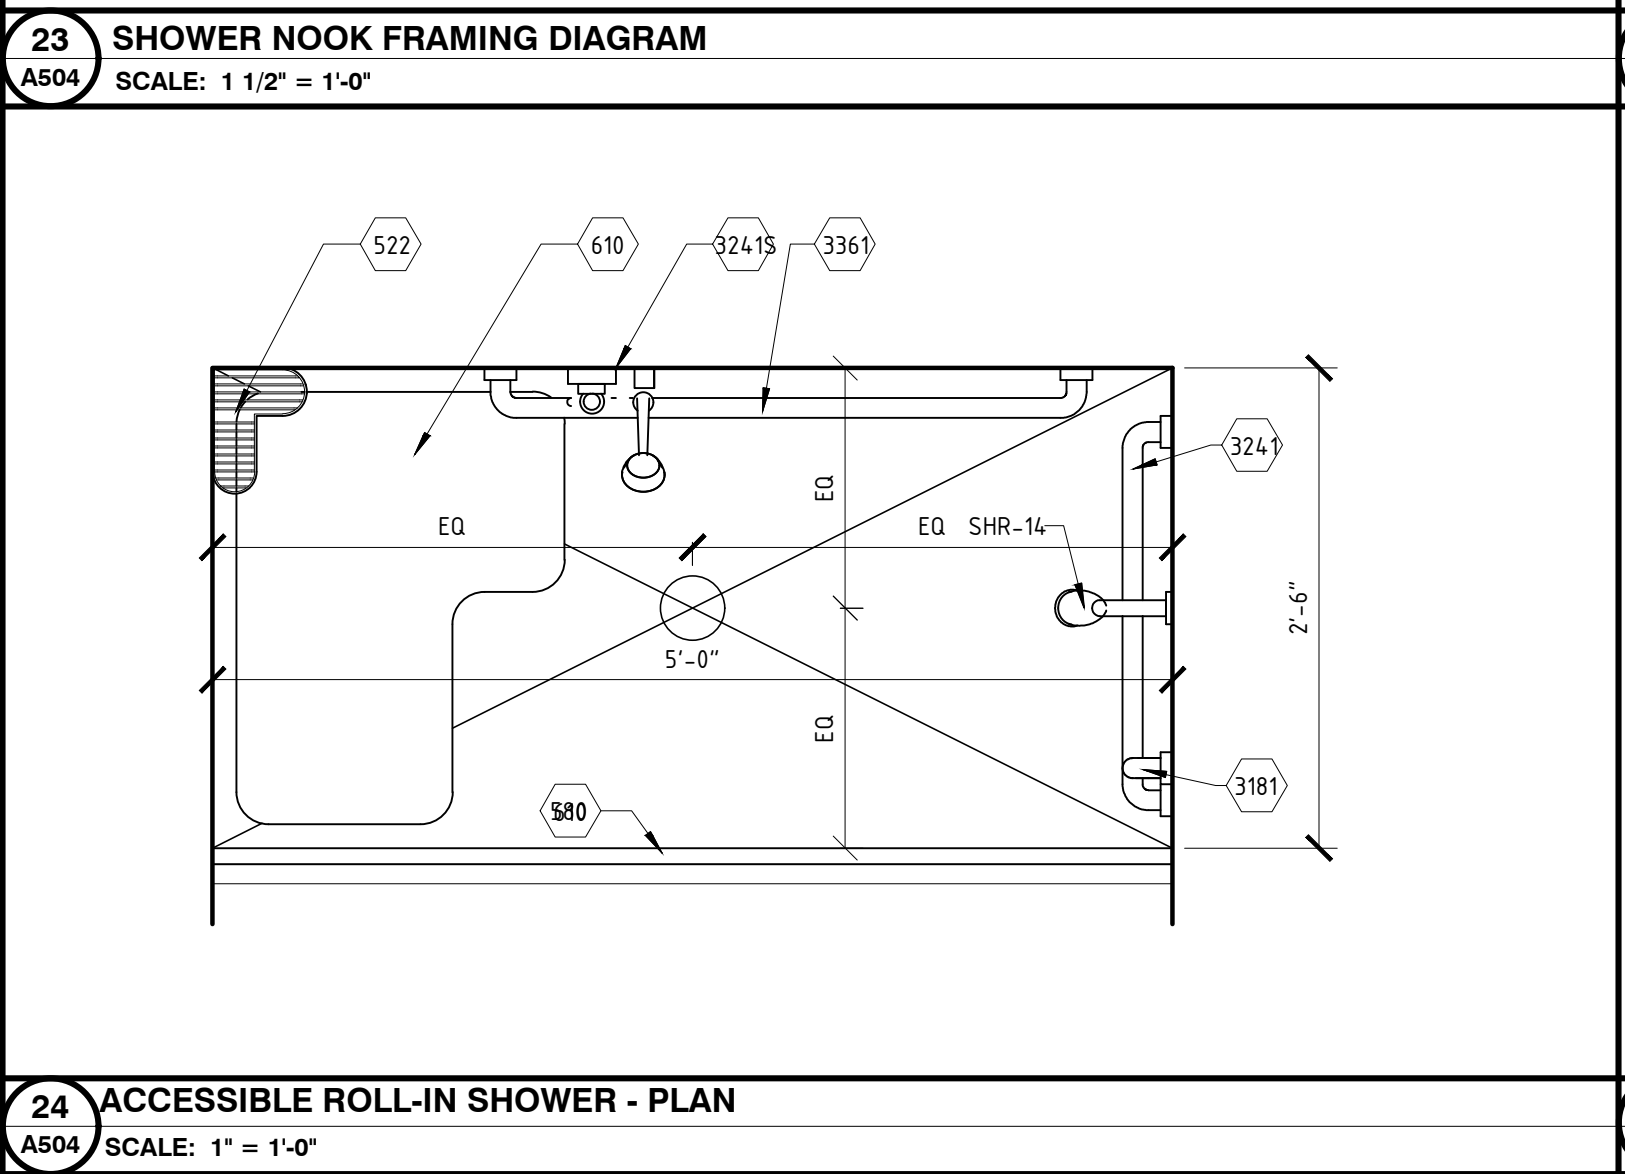 23
SHOWER NOOK FRAMING DIAGRAM
A504
SCALE: 1 1/2" = 1'-0"
522
610
3241S
3361
3241
EQ
EQ
EQ SHR-14
2'-6"
5'-0"
EQ
3181
24
ACCESSIBLE ROLL-IN SHOWER - PLAN
A504
SCALE: 1" = 1'-0"